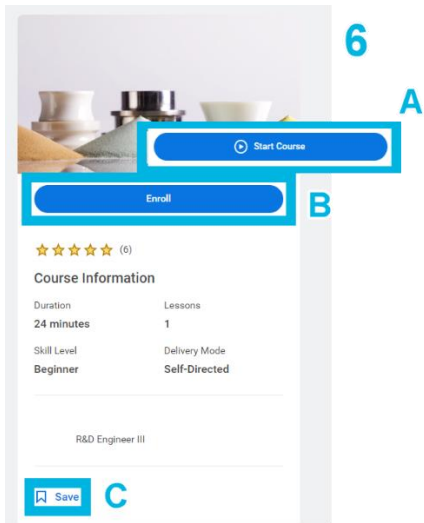 6
A
Start Course
Enroll
B
(6)
Course Information
Duration Lessons
24 minutes 1
Skill Level Delivery Mode
Beginner Self-Directed
R&D Engineer III
Save C